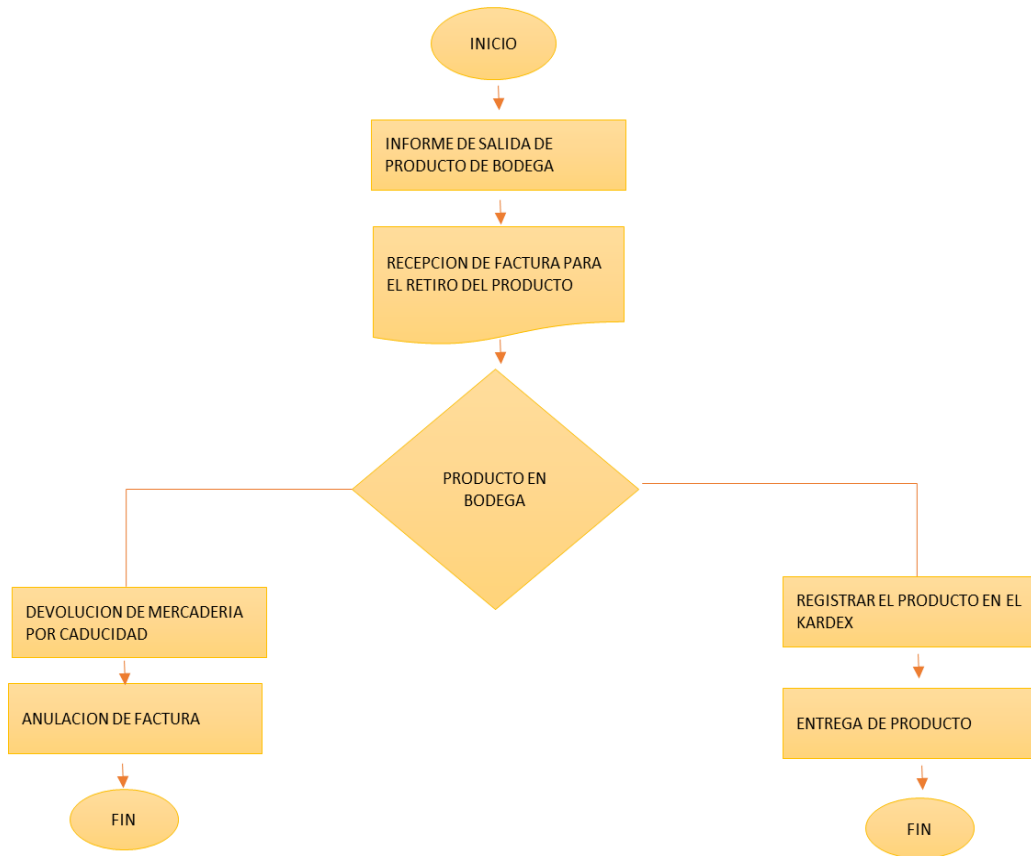 INICIO
INFORME DE SALIDA DE
PRODUCTO DE BODEGA
RECEPCION DE FACTURA PARA
EL RETIRO DEL PRODUCTO
PRODUCTO EN
BODEGA
DEVOLUCION DE MERCADERIA
POR CADUCIDAD
ANULACION DE FACTURA
FIN
REGISTRAR EL PRODUCTO EN EL
KARDEX
ENTREGA DE PRODUCTO
FIN